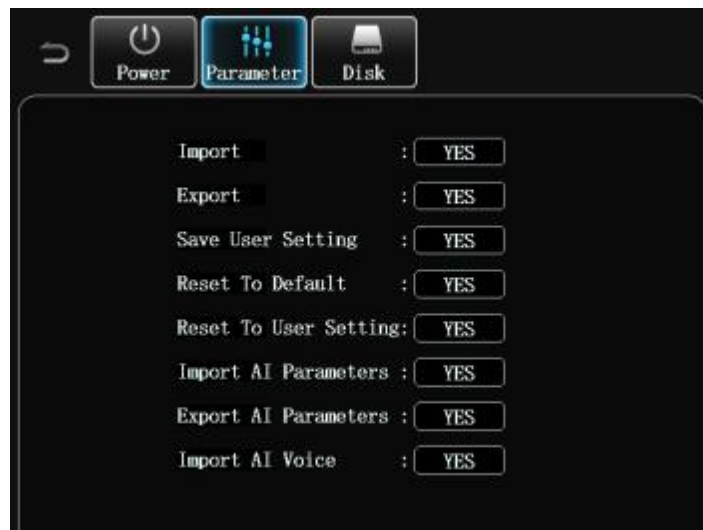 Power Parameter Disk
Import : YES
Export : YES
Save User Setting : YES
Reset To Default : YES
Reset To User Setting: YES
Import AI Parameters : YES
Export AI Parameters : YES
Import AI Voice : YES